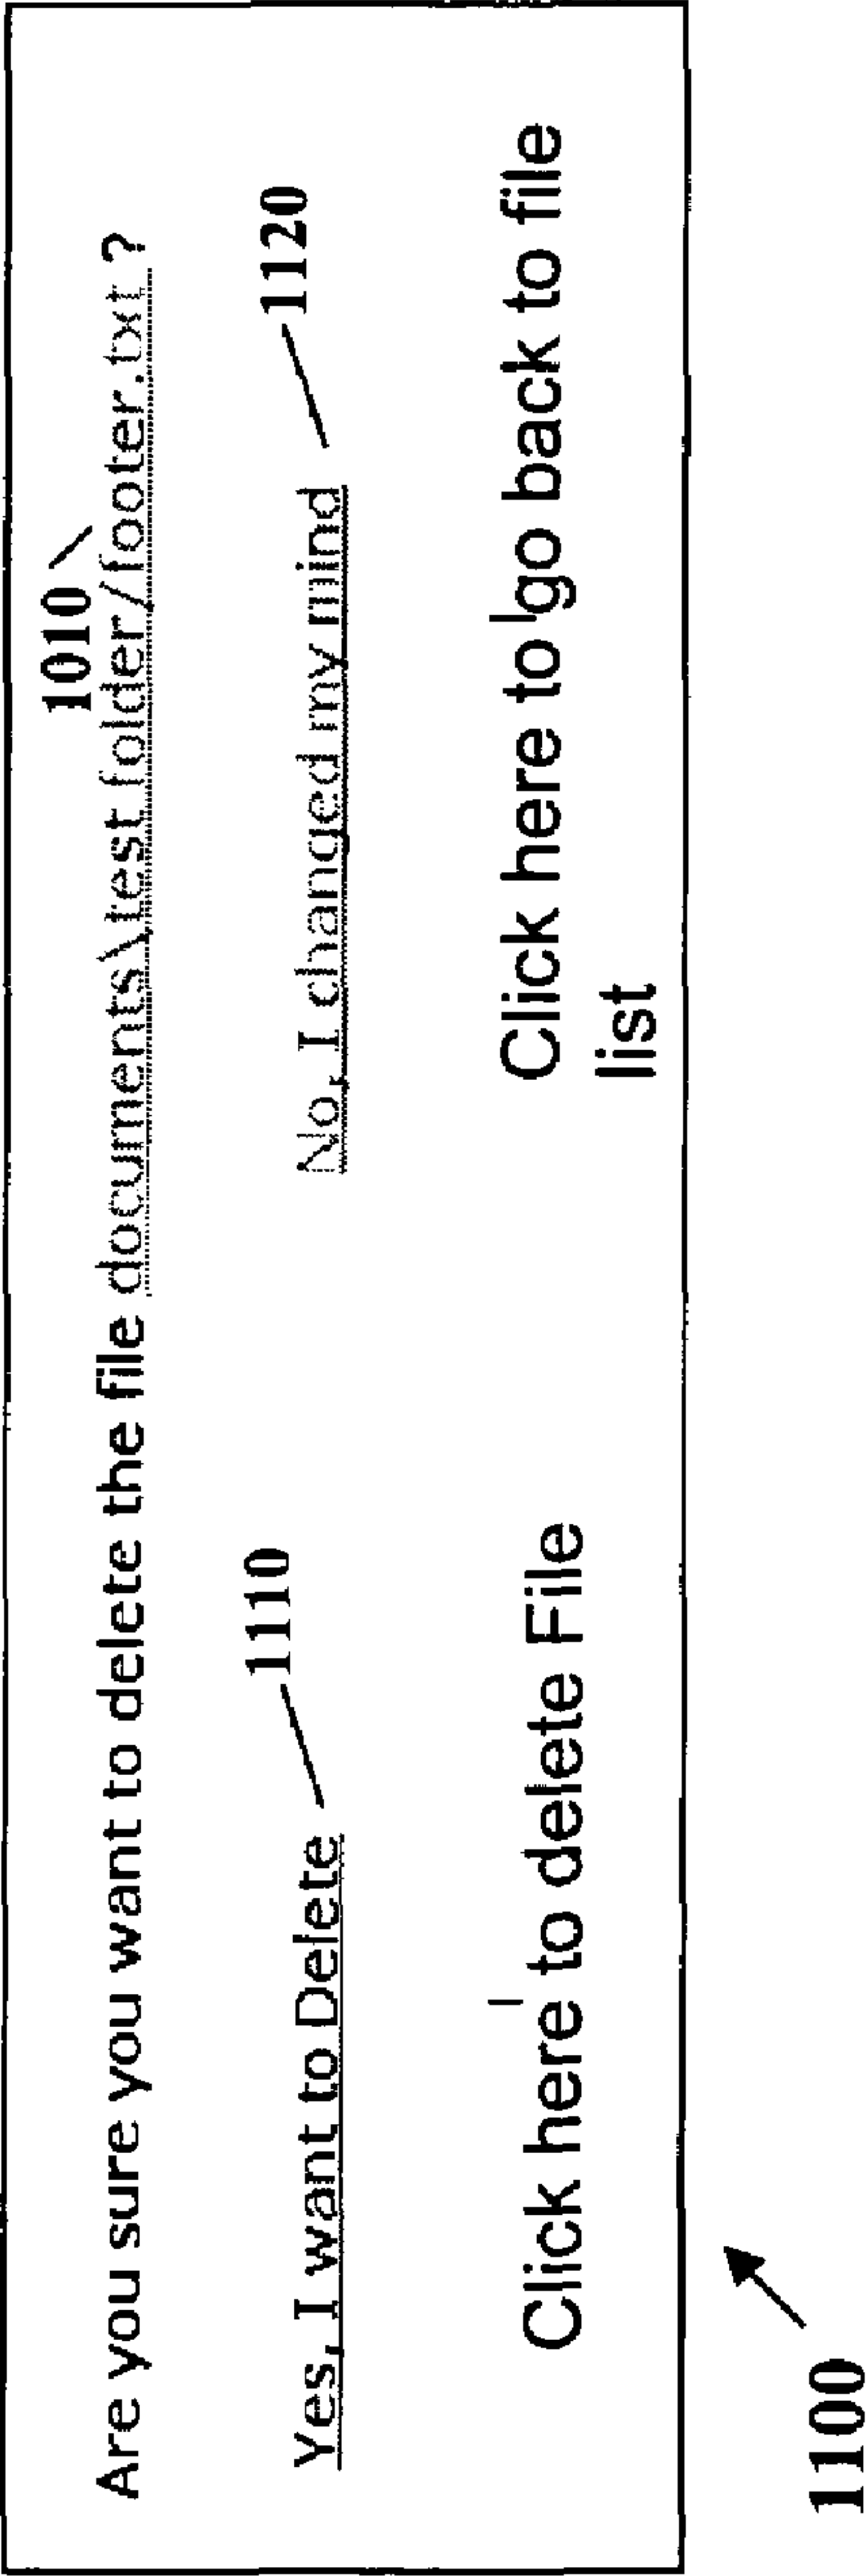 1010
Are you sure you want to delete the file documents\test folder/footer.txt ?
1110
1120
Yes, I want to Delete
No, I changed my mind
Click here to delete File
Click here to go back to file
list
1100